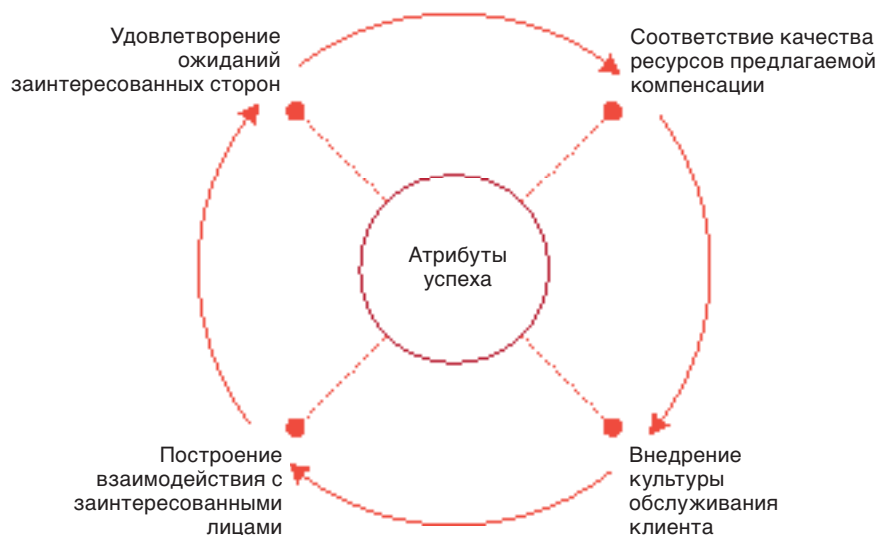 Удовлетворение
ожиданий
заинтересованных сторон
Соответствие качества
ресурсов предлагаемой
компенсации
Атрибуты
успеха
Построение
взаимодействия с
заинтересованными
лицами
Внедрение
культуры
обслуживания
клиента